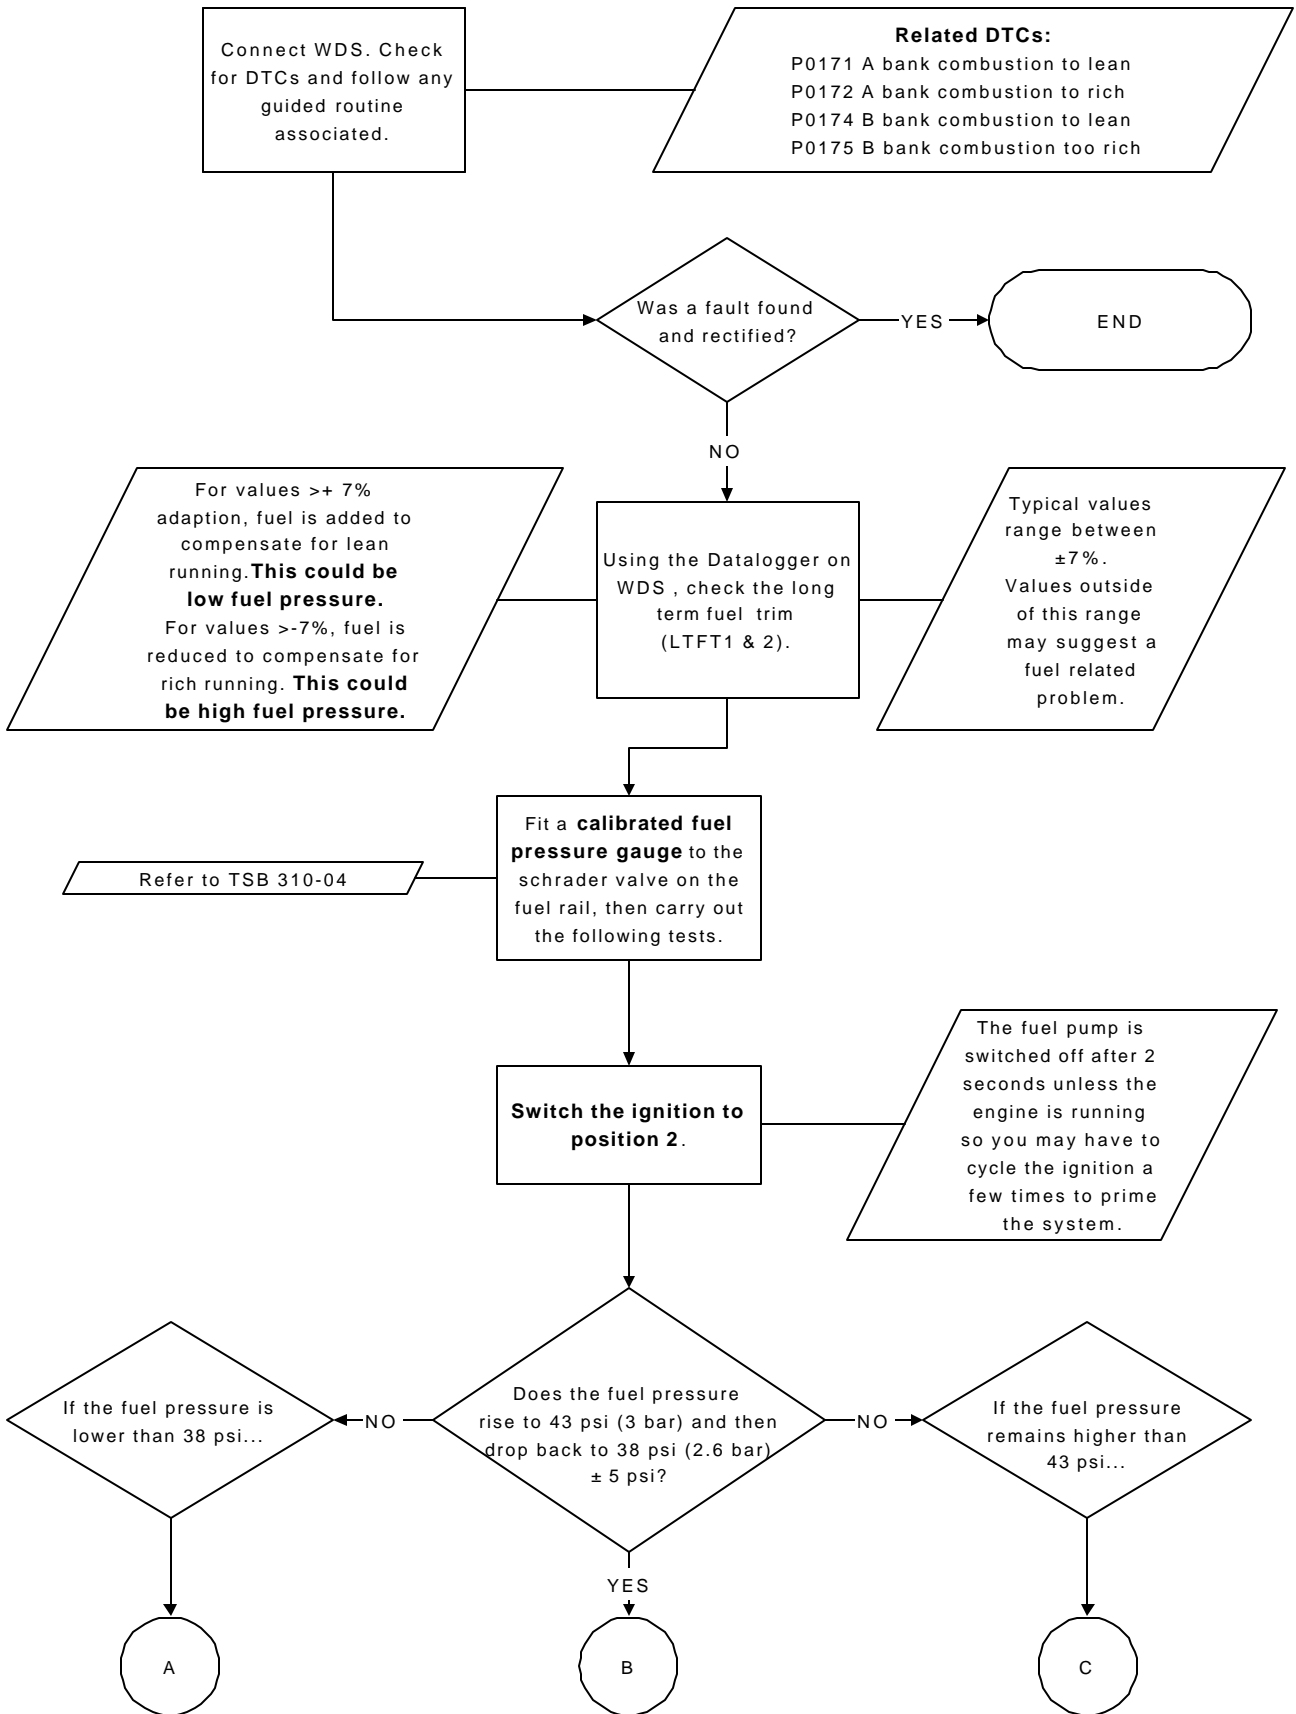 Connect WDS. Check
for DTCs and follow any
guided routine
associated.
Related DTCs:
P0171 A bank combustion to lean
P0172 A bank combustion to rich
P0174 B bank combustion to lean
P0175 B bank combustion too rich
Was a fault found
and rectified?
YES
END
NO
For values >+ 7%
adaption, fuel is added to
compensate for lean
running.This could be
low fuel pressure.
For values >-7%, fuel is
reduced to compensate for
rich running. This could
be high fuel pressure.
Using the Datalogger on
WDS , check the long
term fuel trim
(LTFT1 & 2).
Typical values
range between
±7%.
Values outside
of this range
may suggest a
fuel related
problem.
Fit a calibrated fuel
pressure gauge to the
schrader valve on the
fuel rail, then carry out
the following tests.
Refer to TSB 310-04
Switch the ignition to
position 2.
The fuel pump is
switched off after 2
seconds unless the
engine is running
so you may have to
cycle the ignition a
few times to prime
the system.
If the fuel pressure is
lower than 38 psi...
NO
Does the fuel pressure
rise to 43 psi (3 bar) and then
drop back to 38 psi (2.6 bar)
± 5 psi?
NO
If the fuel pressure
remains higher than
43 psi...
YES
A
B
C